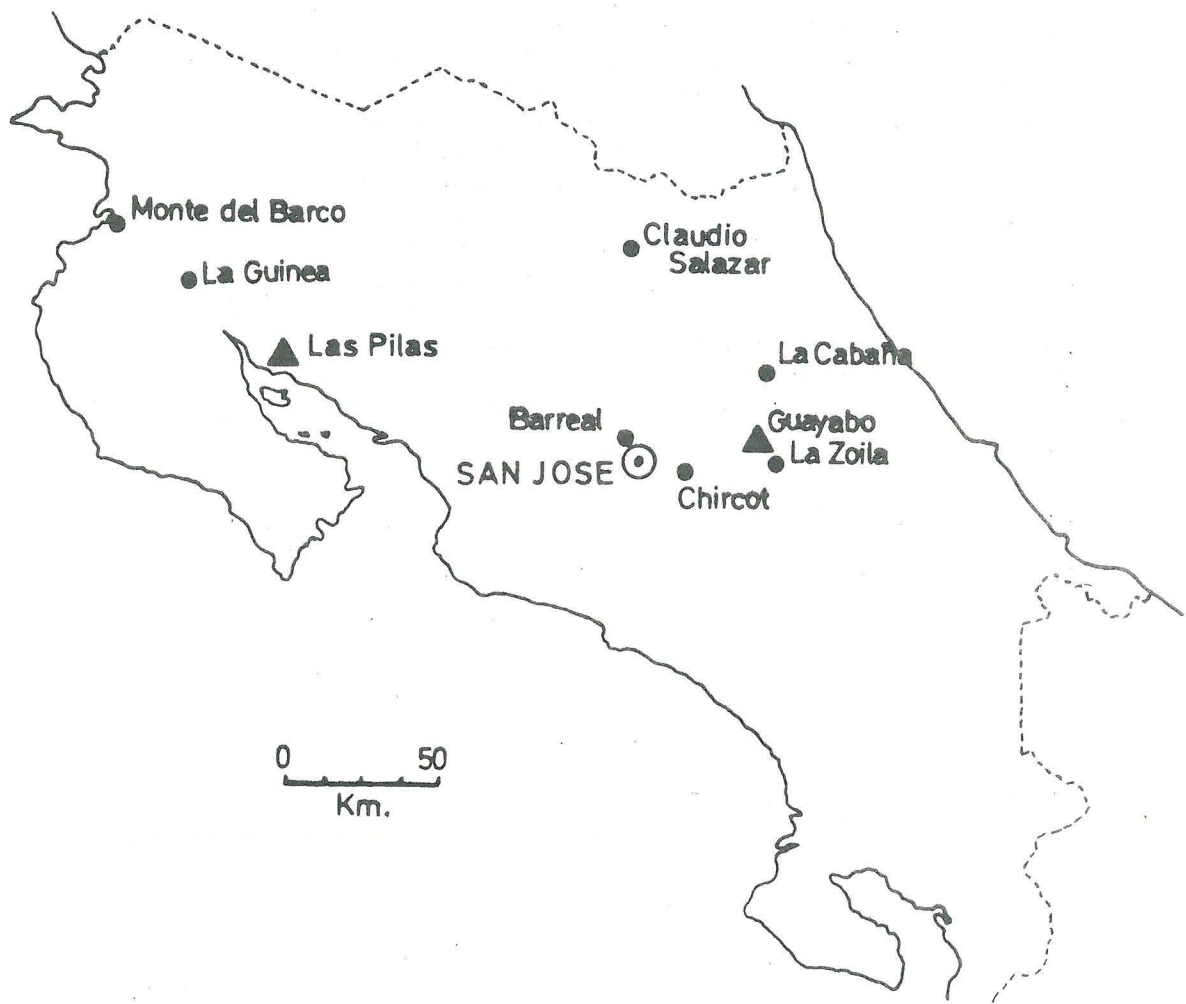 Monte del Barco
Claudio
Salazar
La Guinea
Las Pilas
La Cabaña
Barreal
Guayabo
La Zoila
SAN JOSE
Chircot
0 50
Km.